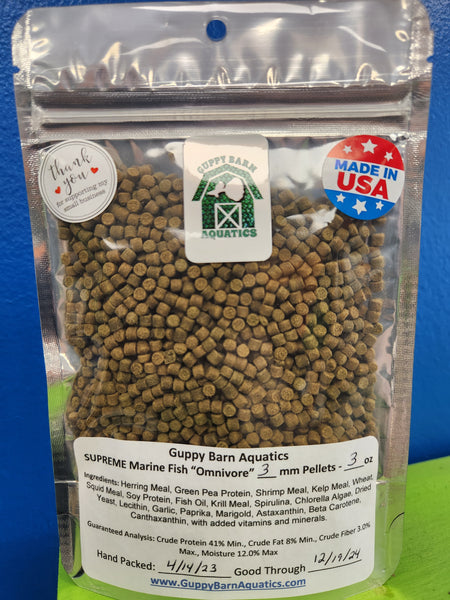 thank
you
for supporting my
small business
GUPPY BARN
AQUATICS
MADE IN
USA
Guppy Barn Aquatics
SUPREME Marine Fish "Omnivore" 3 mm Pellets - 3 oz
Ingredients: Herring Meal, Green Pea Protein, Shrimp Meal, Kelp Meal, Wheat,
Squid Meal, Soy Protein, Fish Oil, Krill Meal, Spirulina, Chlorella Algae, Dried
Yeast, Lecithin, Garlic, Paprika, Marigold, Astaxanthin, Beta Carotene,
Canthaxanthin, with added vitamins and minerals.
Guaranteed Analysis: Crude Protein 41% Min., Crude Fat 8% Min., Crude Fiber 3.0%
Max., Moisture 12.0% Max
Hand Packed: 4/14/23 Good Through 12/19/24
www.GuppyBarnAquatics.com